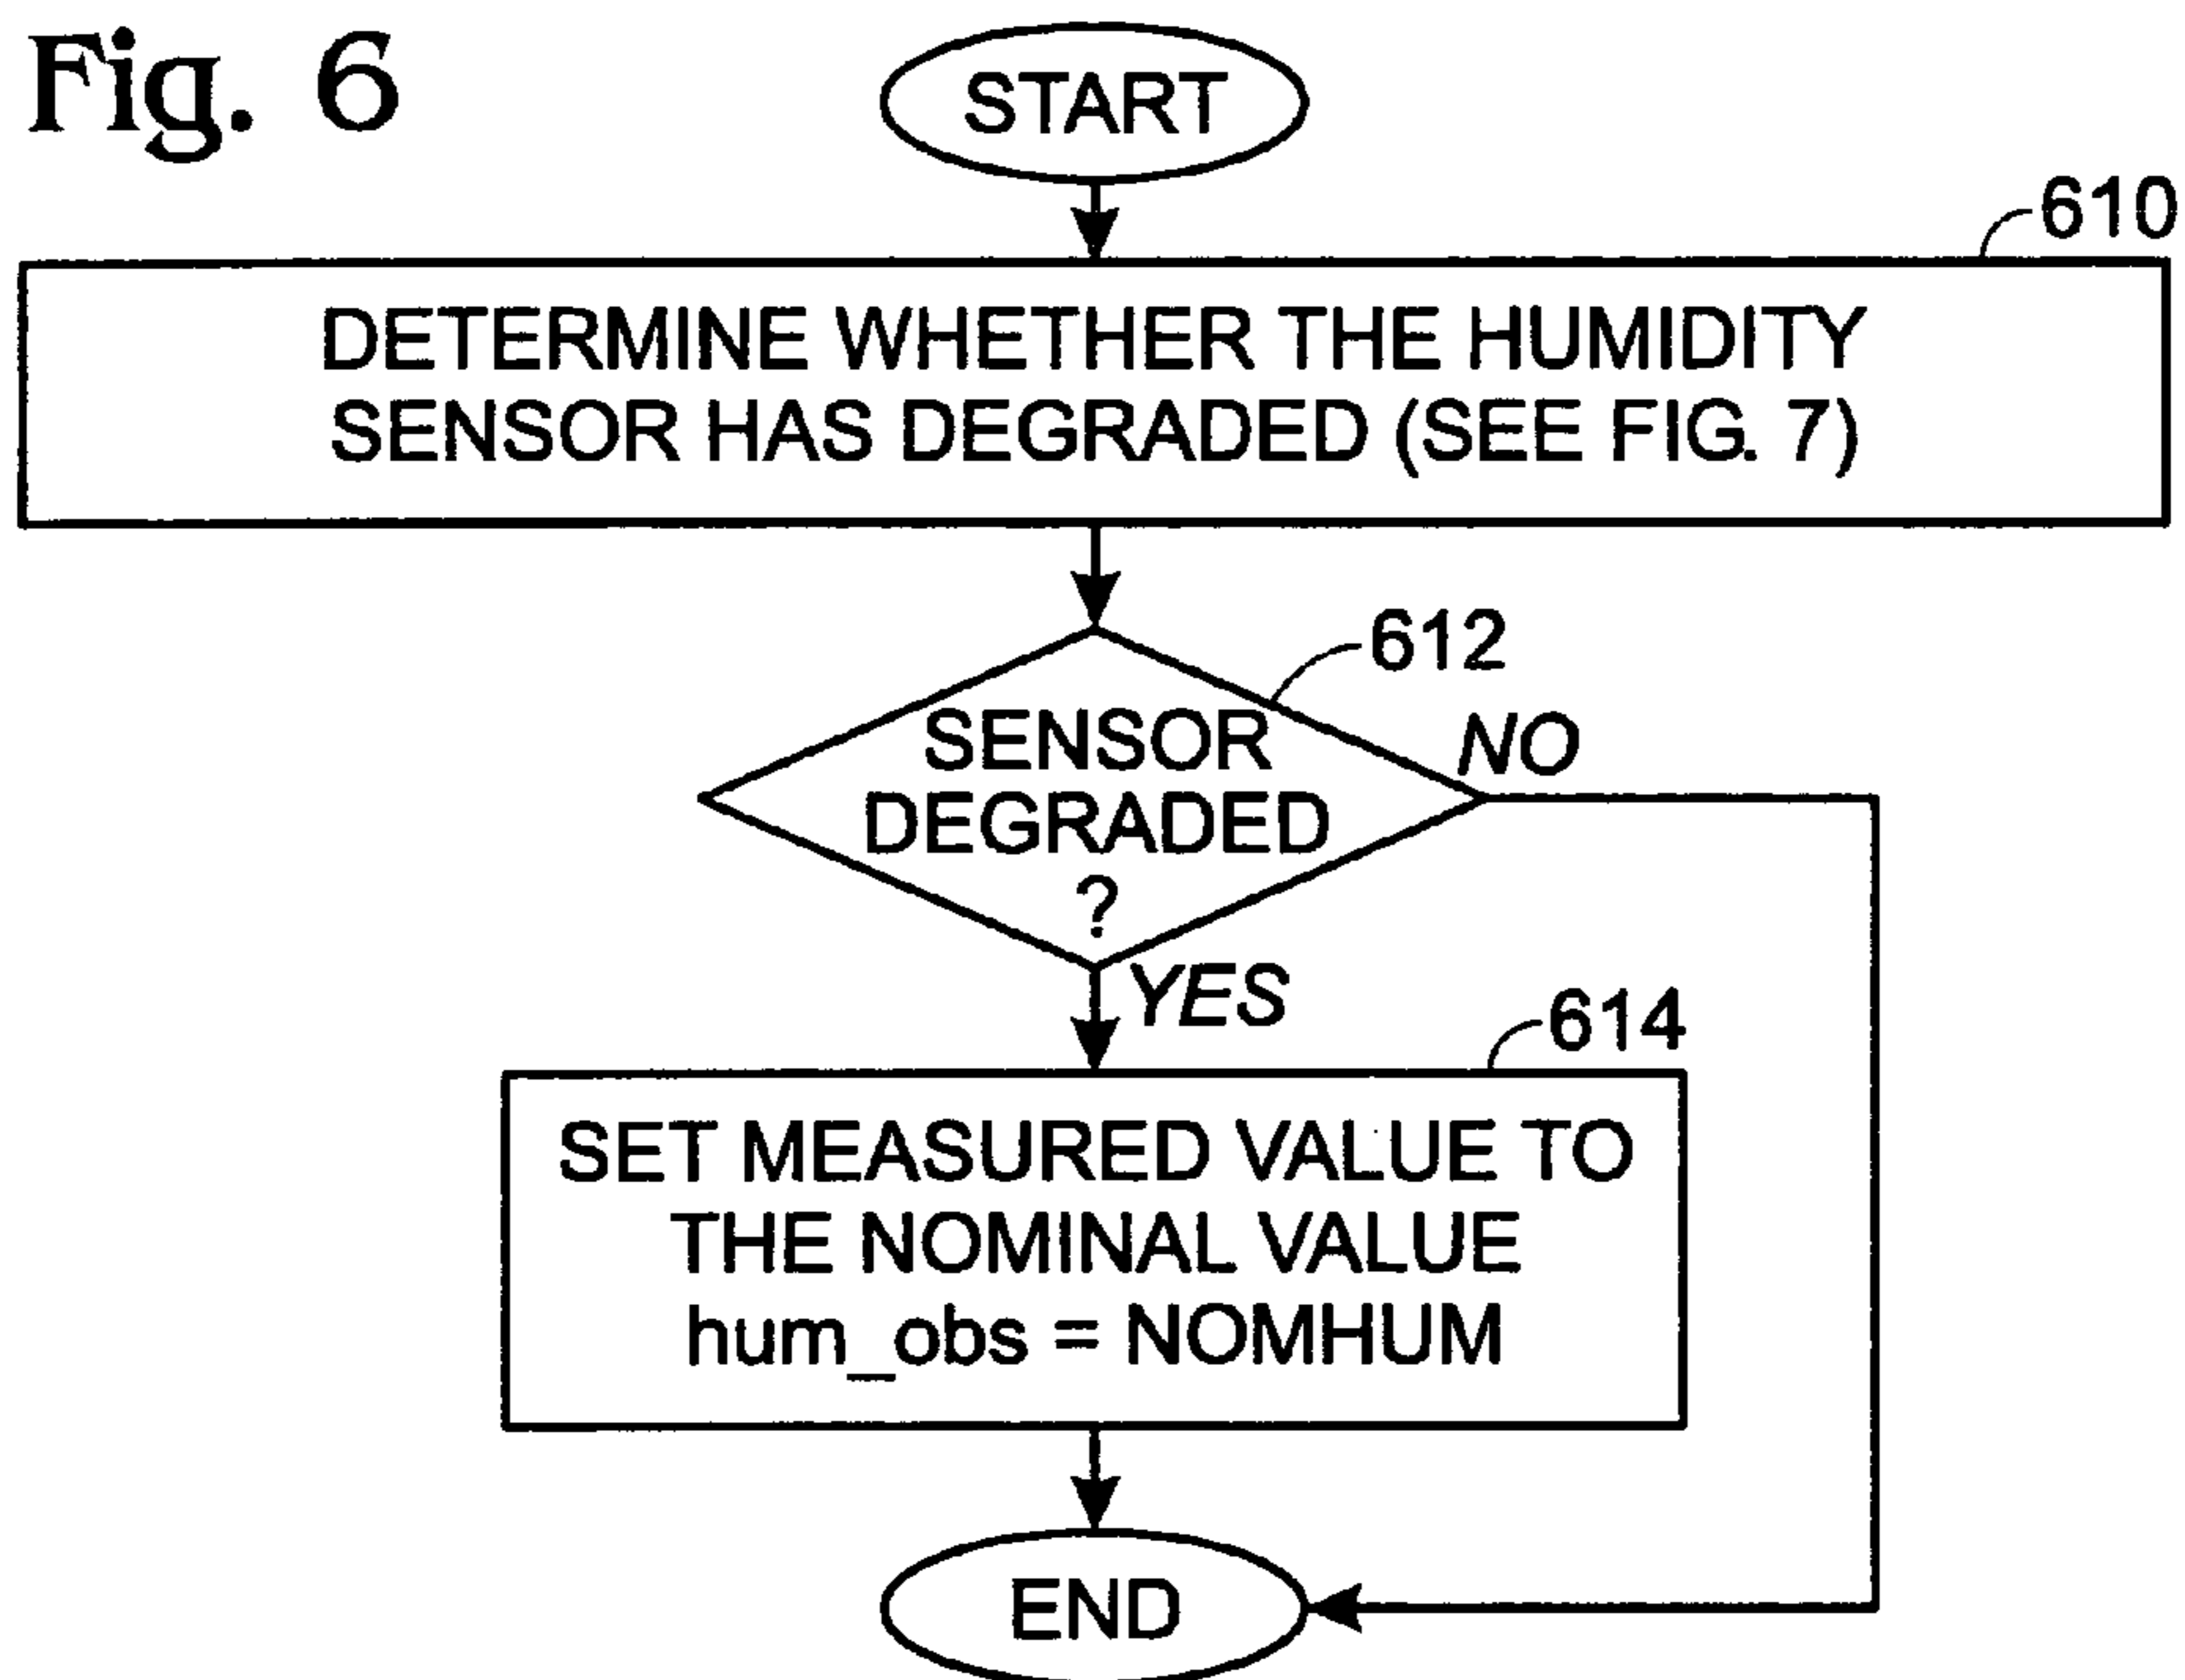 Fig. 6
START
610
DETERMINE WHETHER THE HUMIDITY
SENSOR HAS DEGRADED (SEE FIG. 7)
612
SENSOR
DEGRADED
?
NO
YES
614
SET MEASURED VALUE TO
THE NOMINAL VALUE
hum_obs = NOMHUM
END